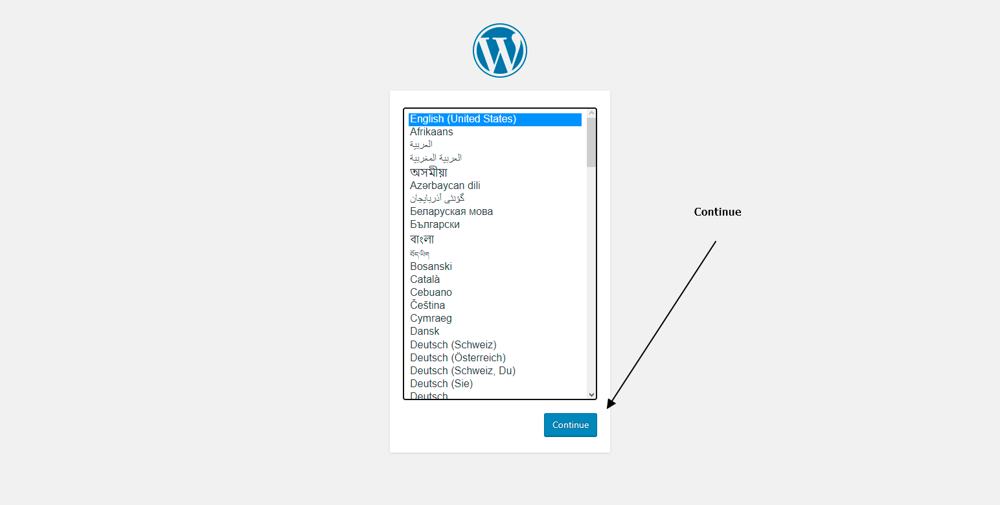 English (United States)
Afrikaans
العربية
العربية المغربية
অসমীয়া
Azərbaycan dili
گؤنئی آذربایجان
Беларуская мова
Български
বাংলা
བོད་ཡིག
Bosanski
Català
Cebuano
Čeština
Cymraeg
Dansk
Deutsch (Schweiz)
Deutsch (Österreich)
Deutsch (Schweiz, Du)
Deutsch (Sie)
Deutsch
Continue
Continue